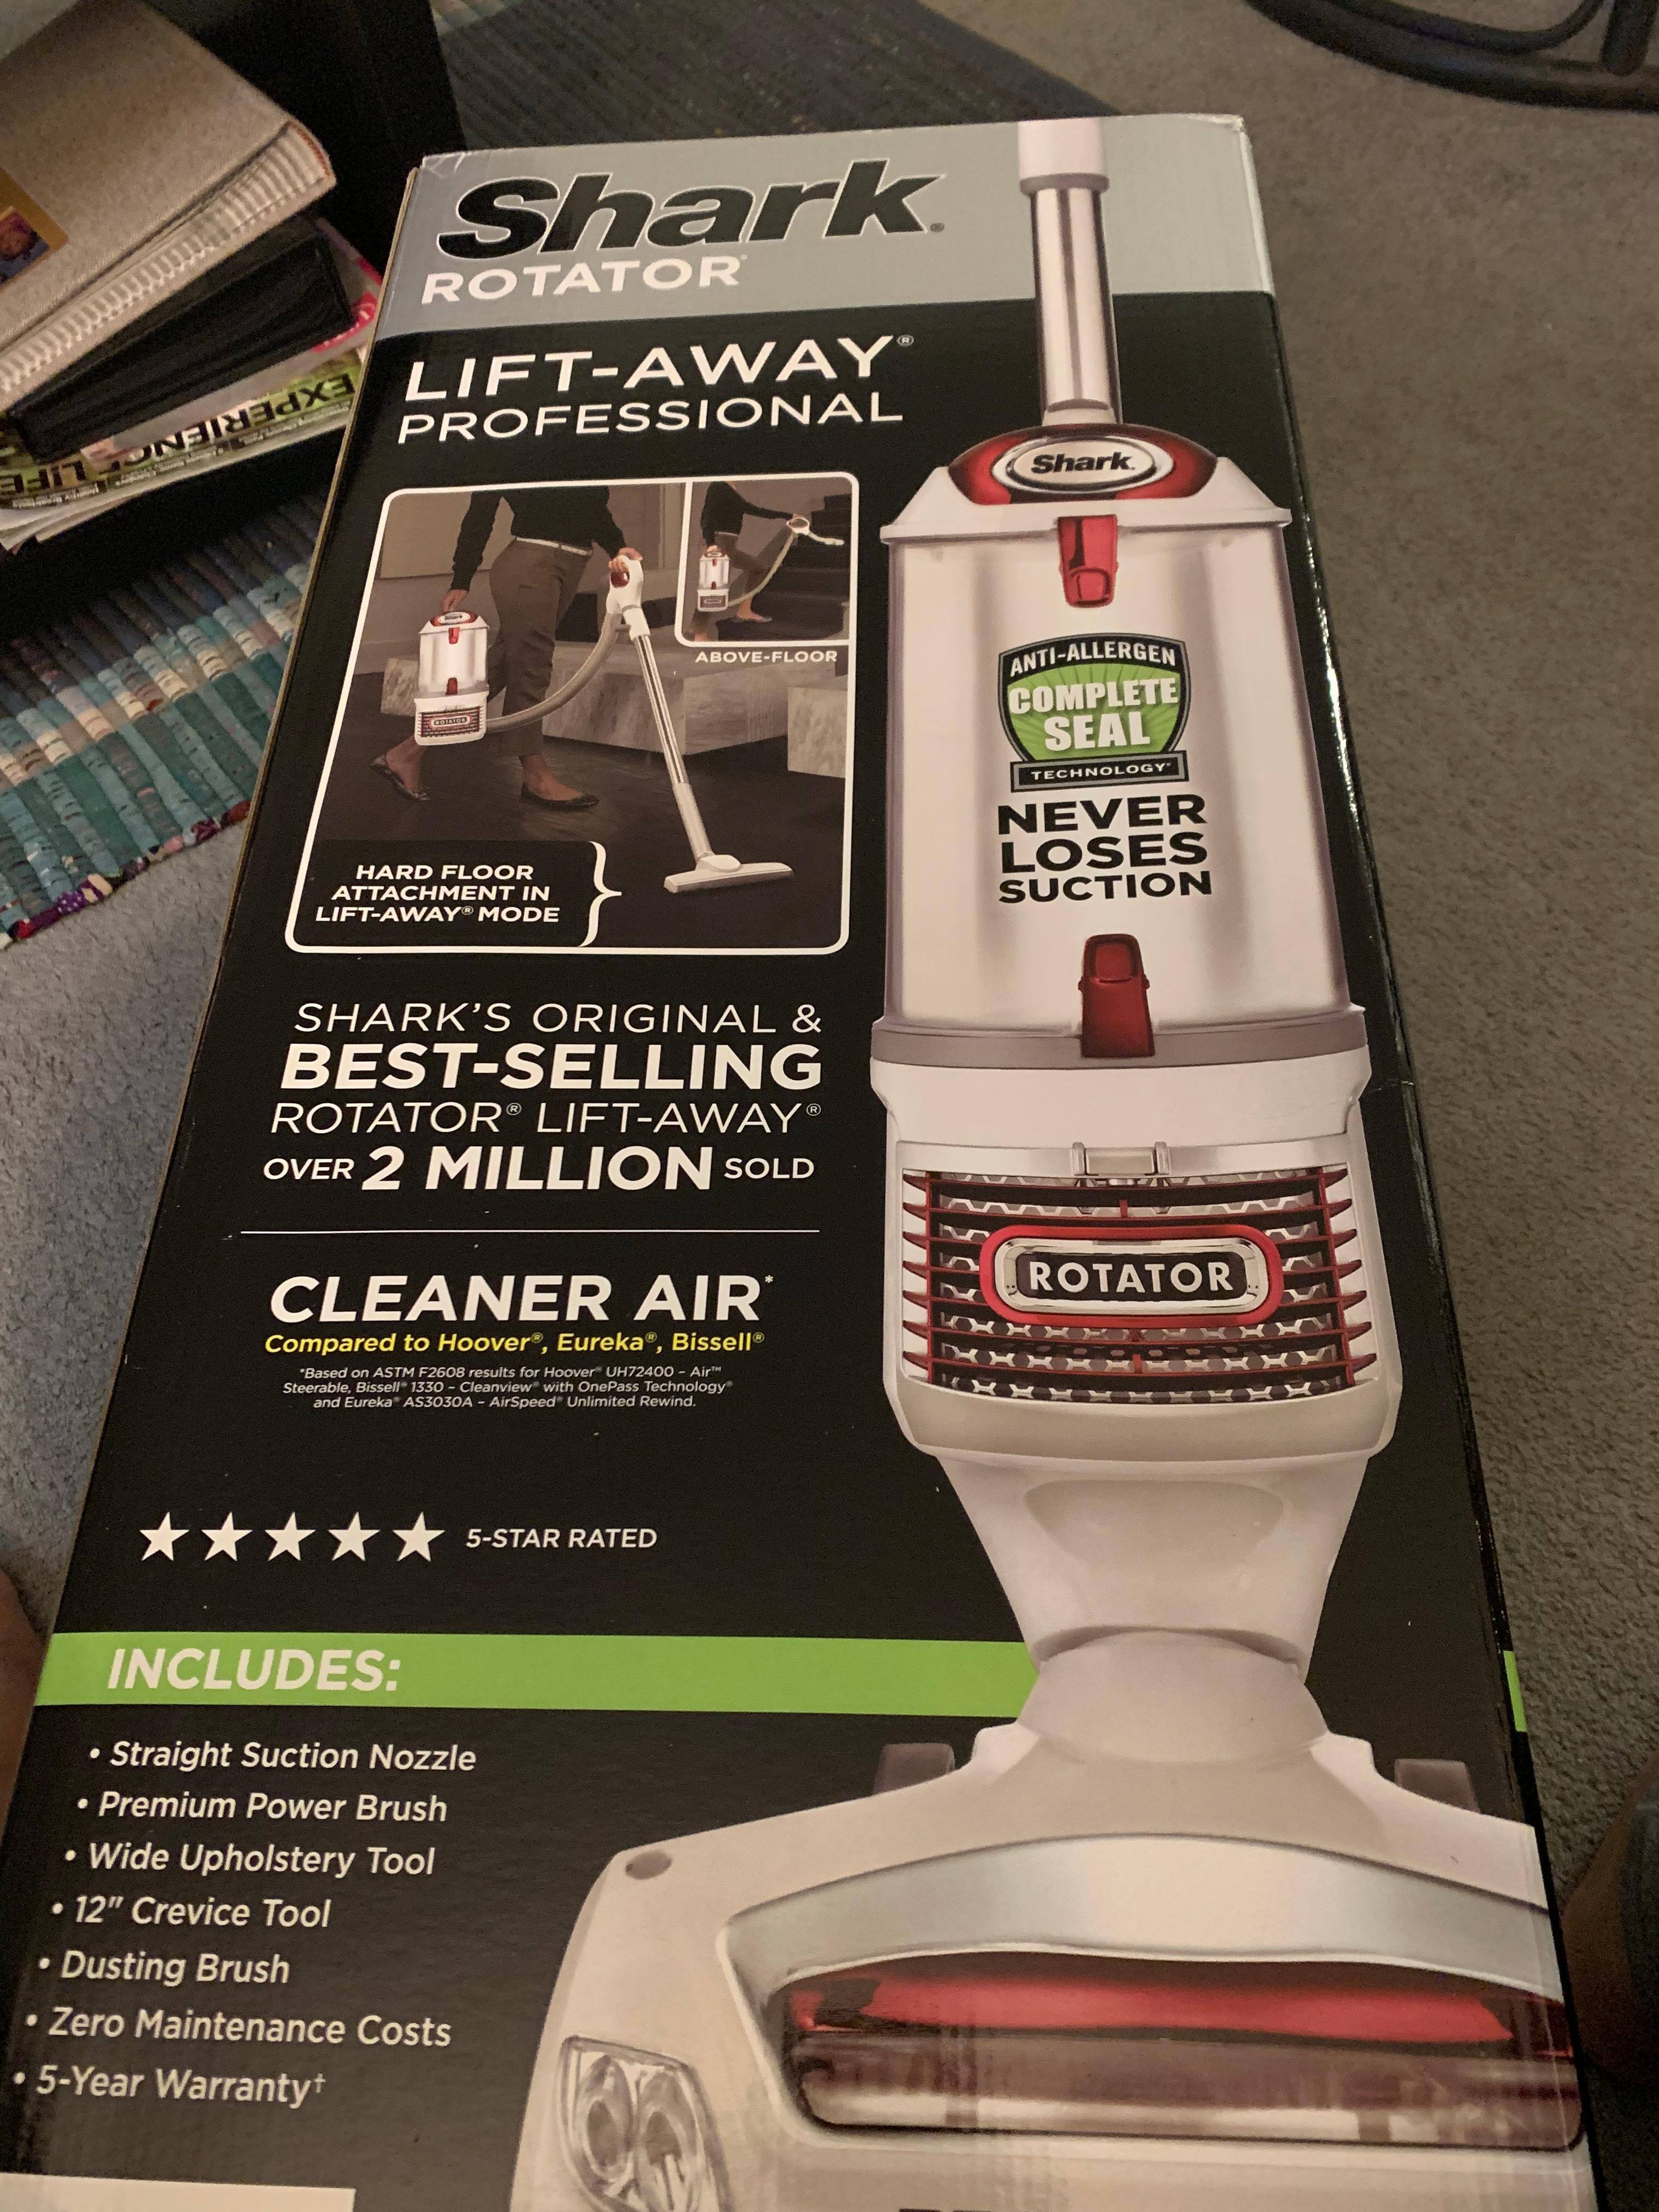 Shark®
ROTATOR®
LIFT-AWAY®
PROFESSIONAL
Shark®
ABOVE-FLOOR
HARD FLOOR
ATTACHMENT IN
LIFT-AWAY® MODE
ROTATOR
ANTI-ALLERGEN
COMPLETE
SEAL
TECHNOLOGY®
NEVER
LOSES
SUCTION
SHARK'S ORIGINAL &
BEST-SELLING
ROTATOR® LIFT-AWAY®
OVER 2 MILLION SOLD
ROTATOR
CLEANER AIR*
Compared to Hoover®, Eureka®, Bissell®
*Based on ASTM F2608 results for Hoover® UH72400 – Air™
Steerable, Bissell® 1330 – Cleanview® with OnePass Technology®
and Eureka® AS3030A – AirSpeed® Unlimited Rewind.
5-STAR RATED
INCLUDES:
• Straight Suction Nozzle
• Premium Power Brush
• Wide Upholstery Tool
• 12" Crevice Tool
• Dusting Brush
• Zero Maintenance Costs
• 5-Year Warranty†
EXPERIENCE LIFE